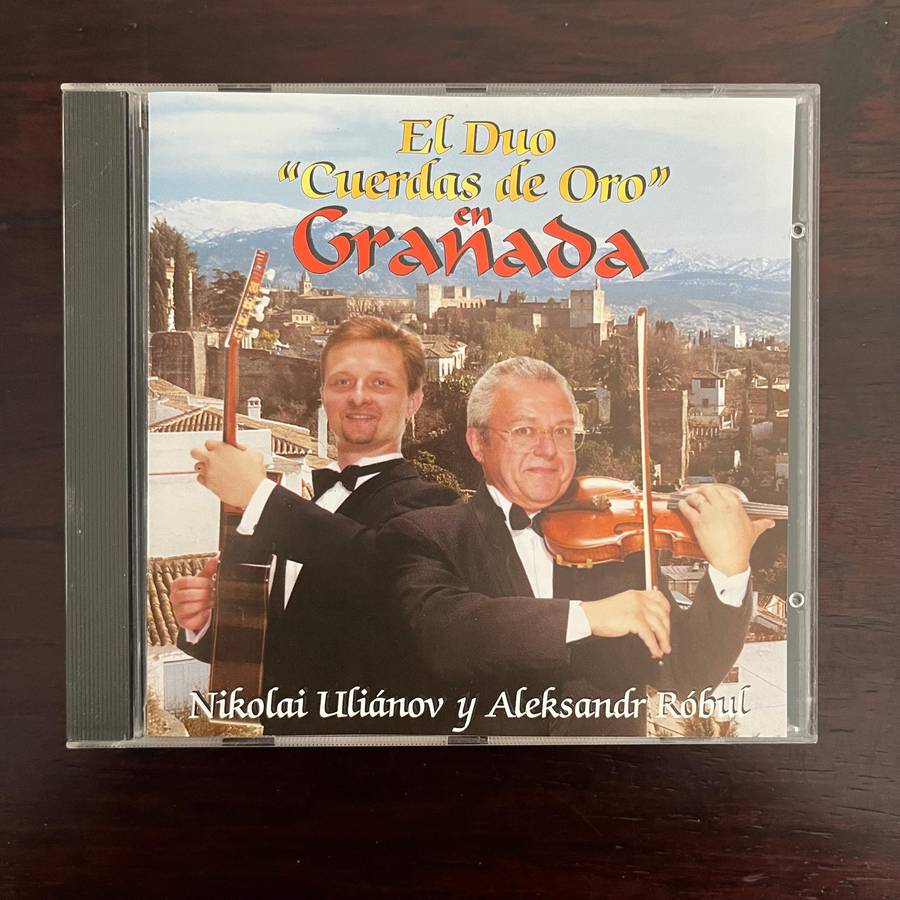 El Duo
“Cuerdas de Oro”
en
Granada
Nikolai Uliánov y Aleksandr Róbul